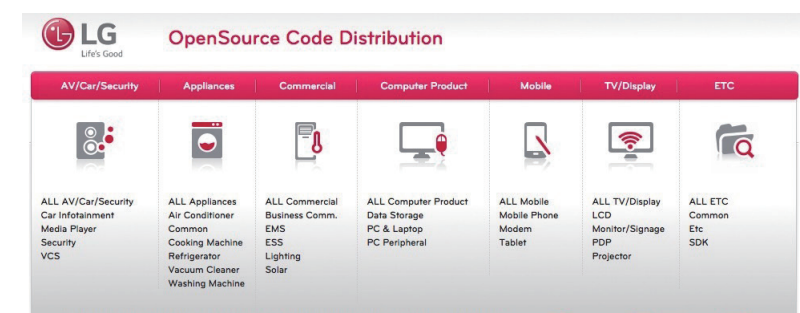 LG
Life's Good
OpenSource Code Distribution
AV/Car/Security
Appliances
Commercial
Computer Product
Mobile
TV/Display
ETC
ALL AV/Car/Security
Car Infotainment
Media Player
Security
VCS
ALL Appliances
Air Conditioner
Common
Cooking Machine
Refrigerator
Vacuum Cleaner
Washing Machine
ALL Commercial
Business Comm.
EMS
ESS
Lighting
Solar
ALL Computer Product
Data Storage
PC & Laptop
PC Peripheral
ALL Mobile
Mobile Phone
Modem
Tablet
ALL TV/Display
LCD
Monitor/Signage
PDP
Projector
ALL ETC
Common
Etc
SDK